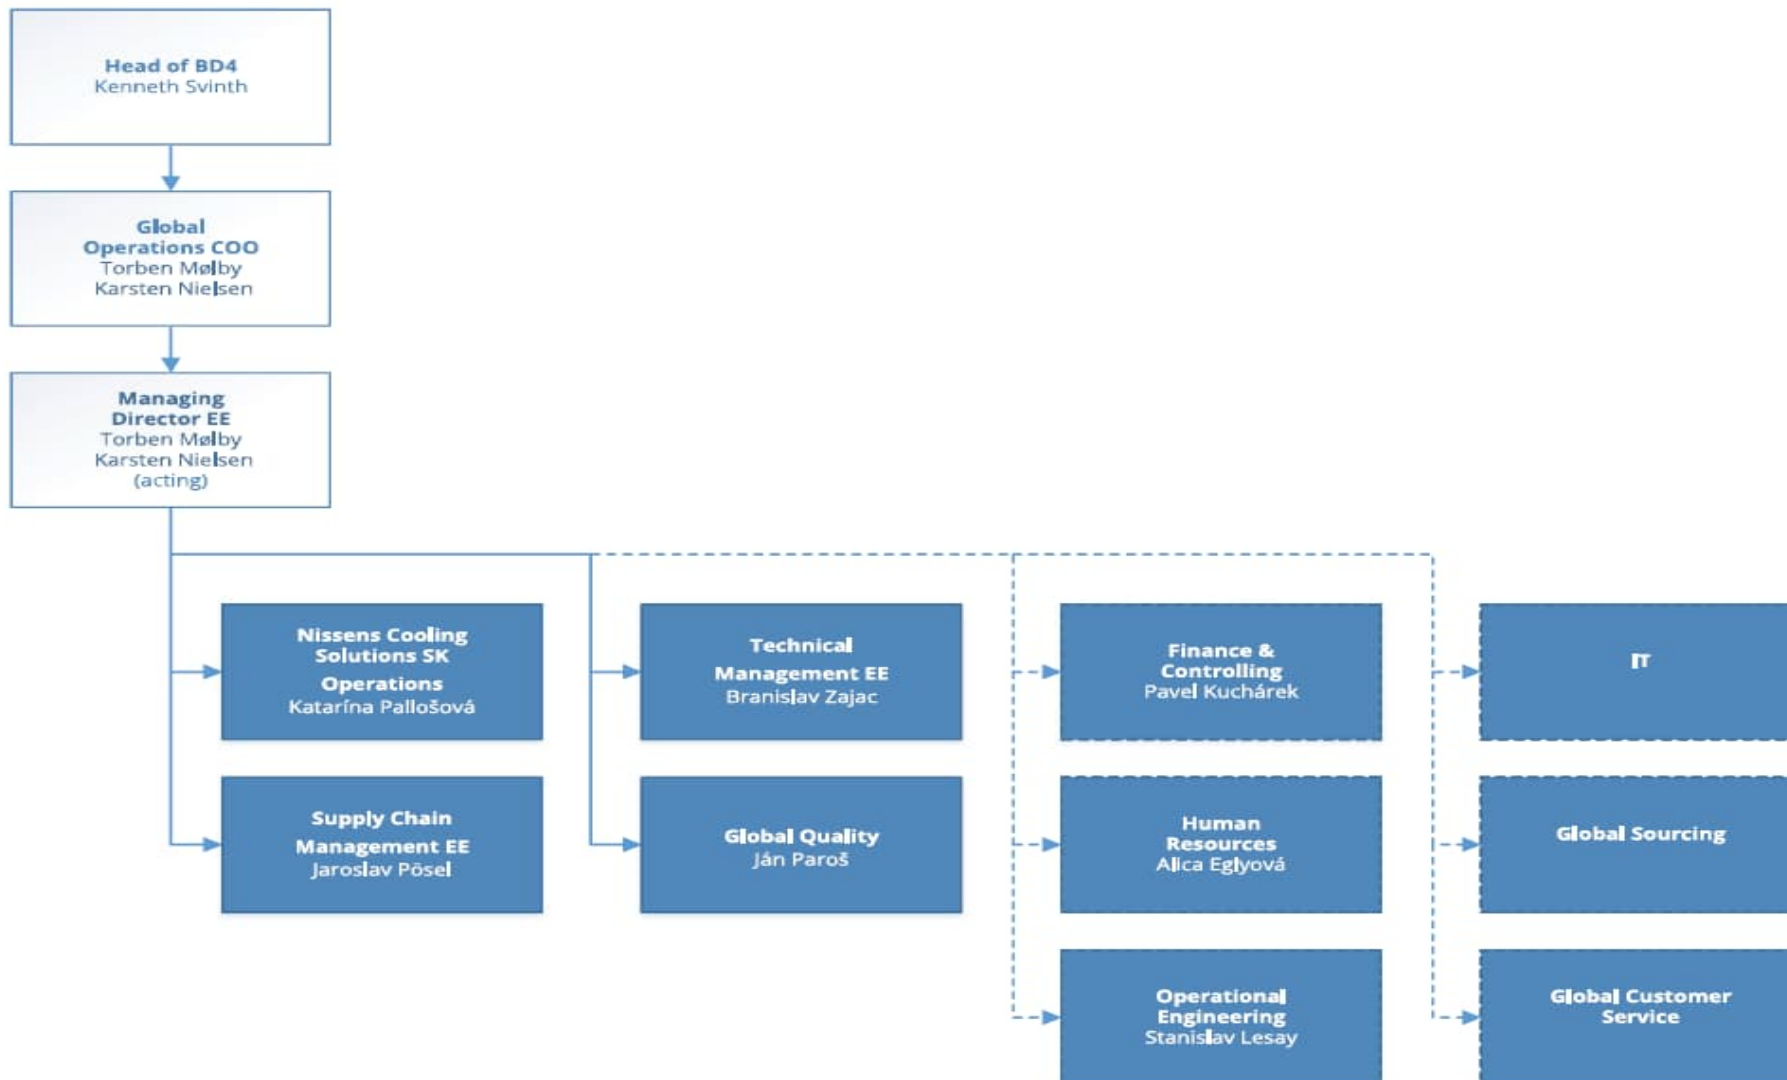 Head of BD4
Kenneth Svinth
Global
Operations COO
Torben Mølby
Karsten Nielsen
Managing
Director EE
Torben Mølby
Karsten Nielsen
(acting)
Nissens Cooling
Solutions SK
Operations
Katarína Pallošová
Technical
Management EE
Branislav Zajac
Finance &
Controlling
Pavel Kuchárek
IT
Supply Chain
Management EE
Jaroslav Pösel
Global Quality
Ján Paroš
Human
Resources
Alica Eglyová
Global Sourcing
Operational
Engineering
Stanislav Lesay
Global Customer
Service